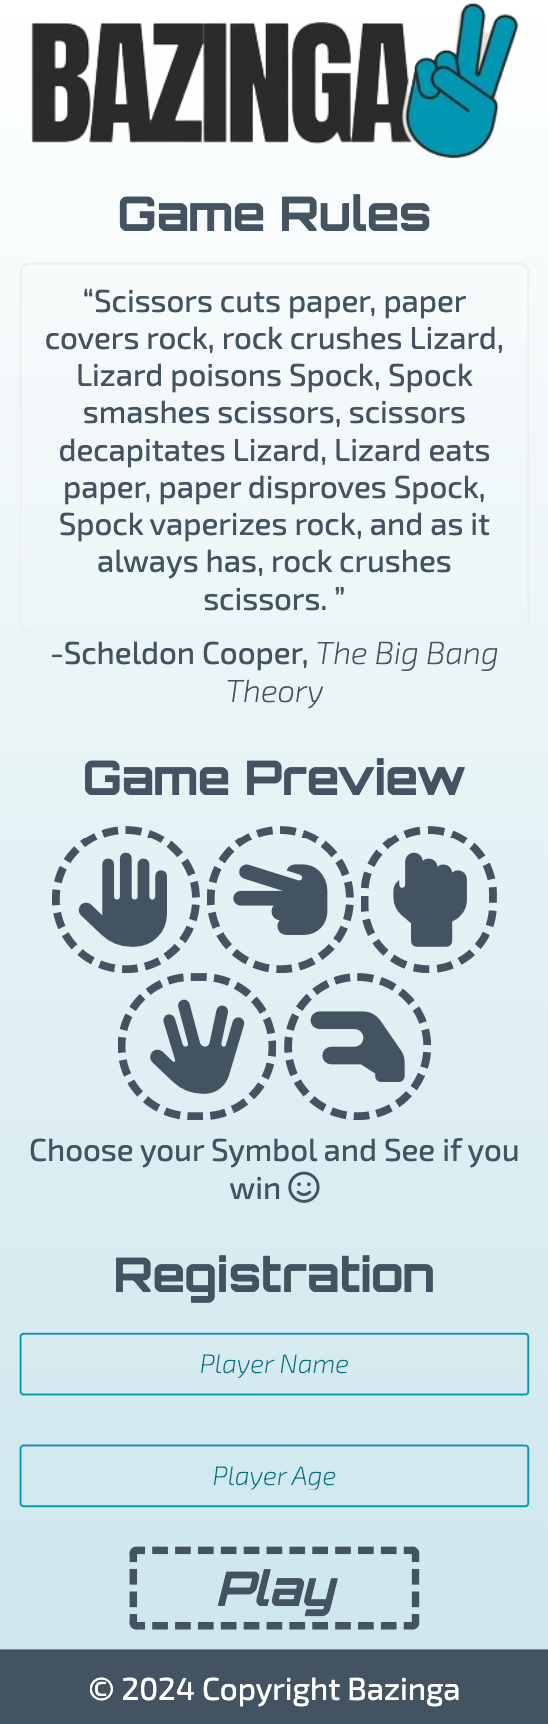 BAZINGA
Game Rules
“Scissors cuts paper, paper
covers rock, rock crushes Lizard,
Lizard poisons Spock, Spock
smashes scissors, scissors
decapitates Lizard, Lizard eats
paper, paper disproves Spock,
Spock vaperizes rock, and as it
always has, rock crushes
scissors. ”
-Scheldon Cooper, The Big Bang
Theory
Game Preview
Choose your Symbol and See if you
win
Registration
Player Name
Player Age
Play
© 2024 Copyright Bazinga